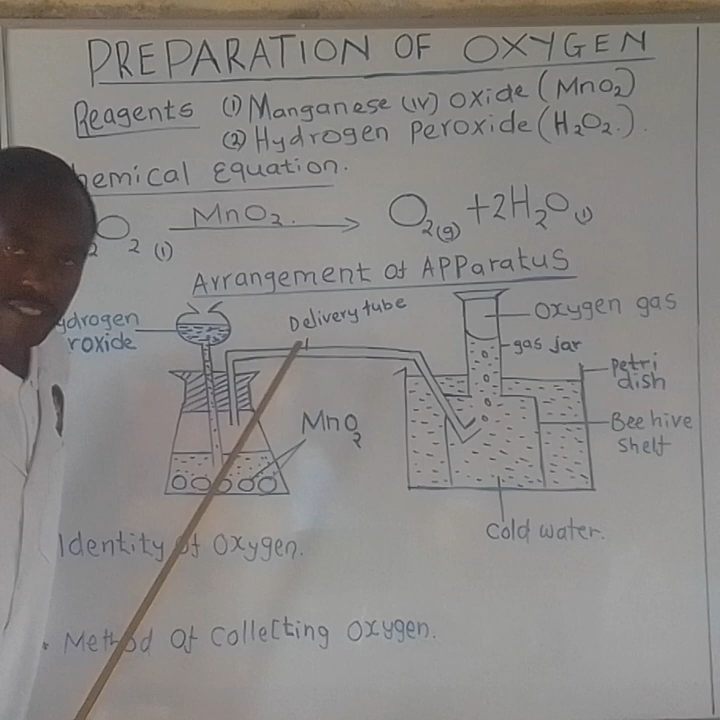 PREPARATION OF OXYGEN
Reagents (1) Manganese (IV) oxide (MnO2)
(2) Hydrogen peroxide (H2O2.).
hemical Equation.
2O2 (l) MnO2. → O2(g) + 2H2O(l)
Arrangement of Apparatus
ydrogen
roxide
Delivery tube
Oxygen gas
gas jar
petri
dish
MnO2
Bee hive
shelf
Cold water.
Identity of Oxygen.
• Method of collecting oxygen.